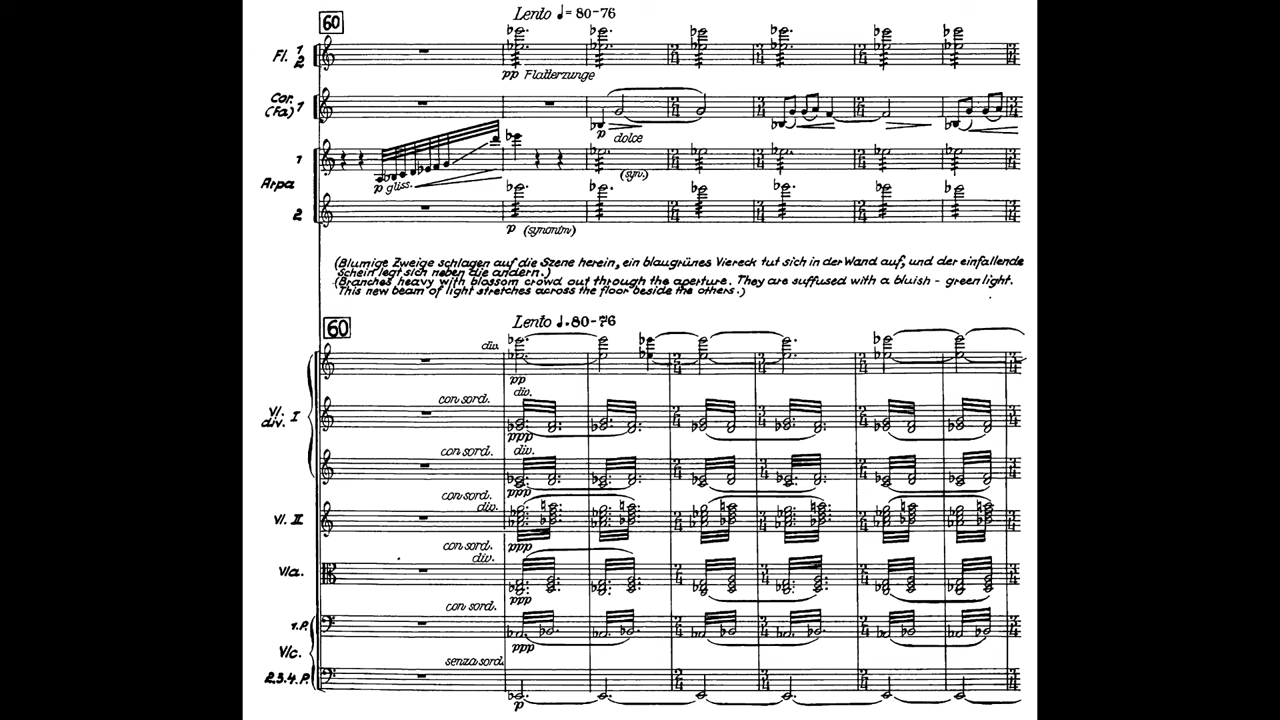 60 Lento ♩= 80-76
Fl. 1 2
pp Flatterzunge
Cor. (Fa) 1
p dolce
1
p gliss.
(syn.)
Arpa
2
p (synonim)
(Blumige Zweige schlagen auf die Szene herein, ein blaugrünes Viereck tut sich in der Wand auf, und der einfallende
Schein legt sich neben die andern.)
(Branches heavy with blossom crowd out through the aperture. They are suffused with a bluish - green light.
This new beam of light stretches across the floor beside the others.)
60 Lento ♩. 80-76
div.
pp
Vl. div. I
con sord. div.
ppp
con sord. div.
ppp
Vl. II
con sord. div.
ppp
Vla.
con sord. div.
ppp
1.P.
con sord.
ppp
Vlc.
2.3.4.P.
senza sord.
p